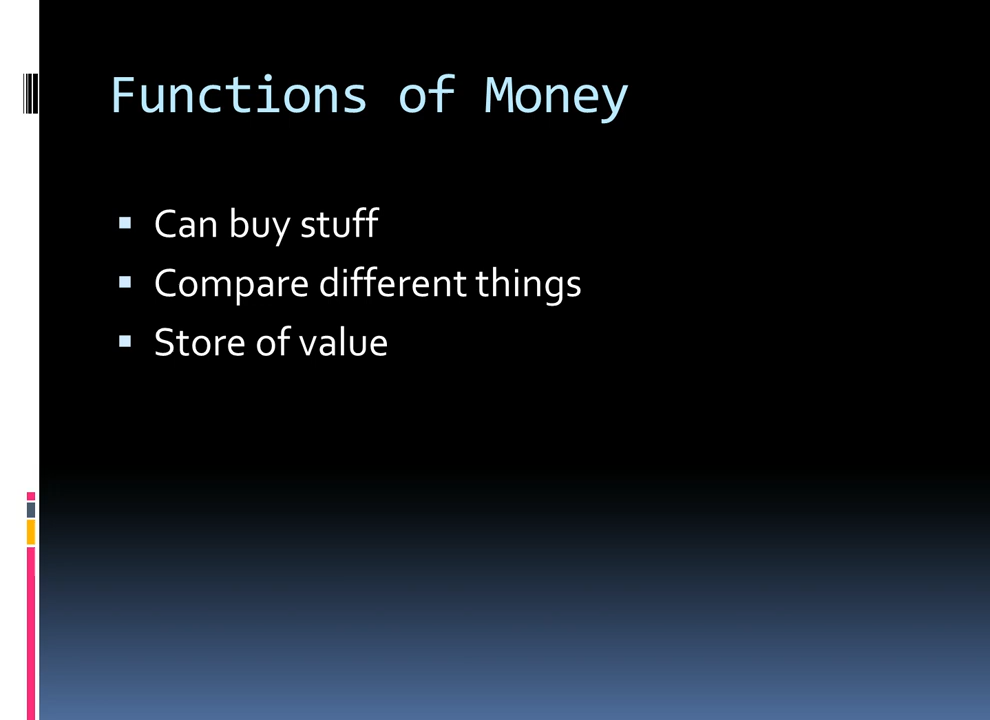 Functions of Money
Can buy stuff
Compare different things
Store of value